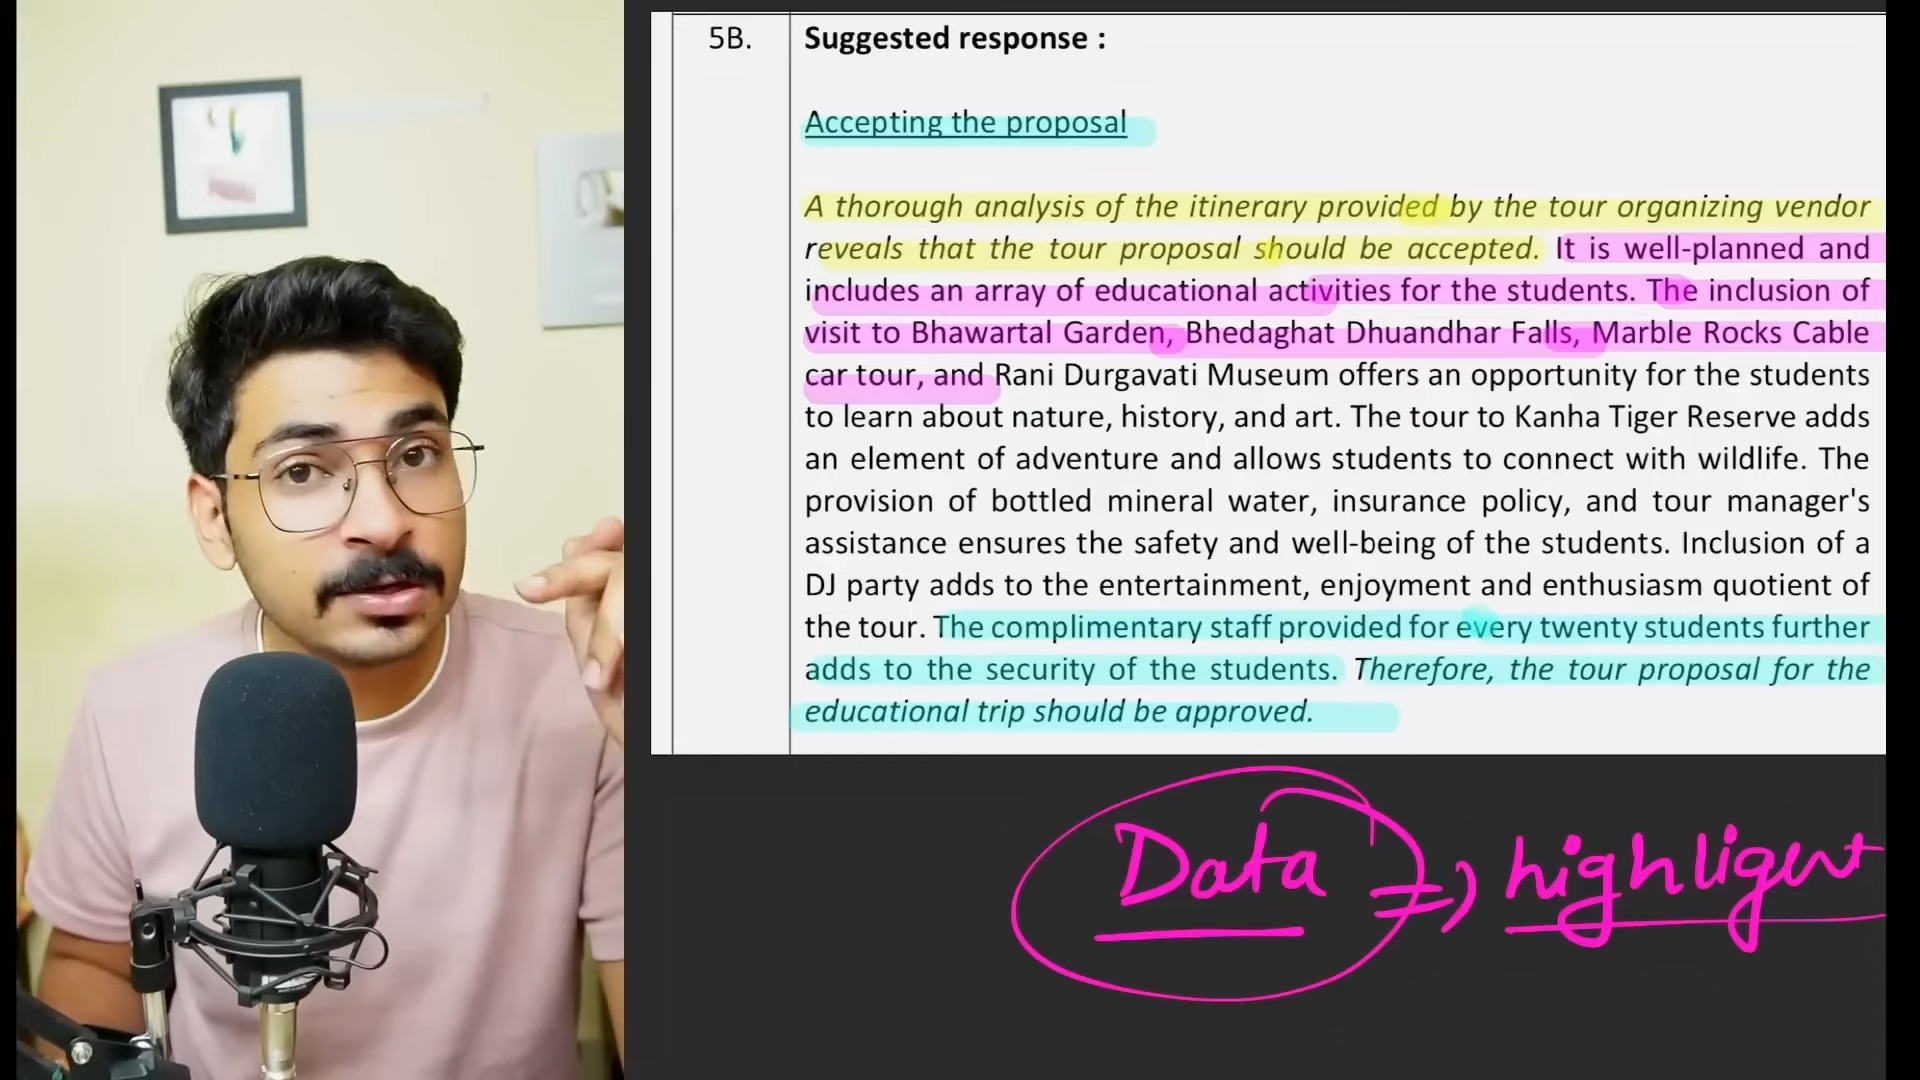 5B.
Suggested response :
Accepting the proposal
A thorough analysis of the itinerary provided by the tour organizing vendor
reveals that the tour proposal should be accepted. It is well-planned and
includes an array of educational activities for the students. The inclusion of
visit to Bhawartal Garden, Bhedaghat Dhuandhar Falls, Marble Rocks Cable
car tour, and Rani Durgavati Museum offers an opportunity for the students
to learn about nature, history, and art. The tour to Kanha Tiger Reserve adds
an element of adventure and allows students to connect with wildlife. The
provision of bottled mineral water, insurance policy, and tour manager's
assistance ensures the safety and well-being of the students. Inclusion of a
DJ party adds to the entertainment, enjoyment and enthusiasm quotient of
the tour. The complimentary staff provided for every twenty students further
adds to the security of the students. Therefore, the tour proposal for the
educational trip should be approved.
Data => highlight